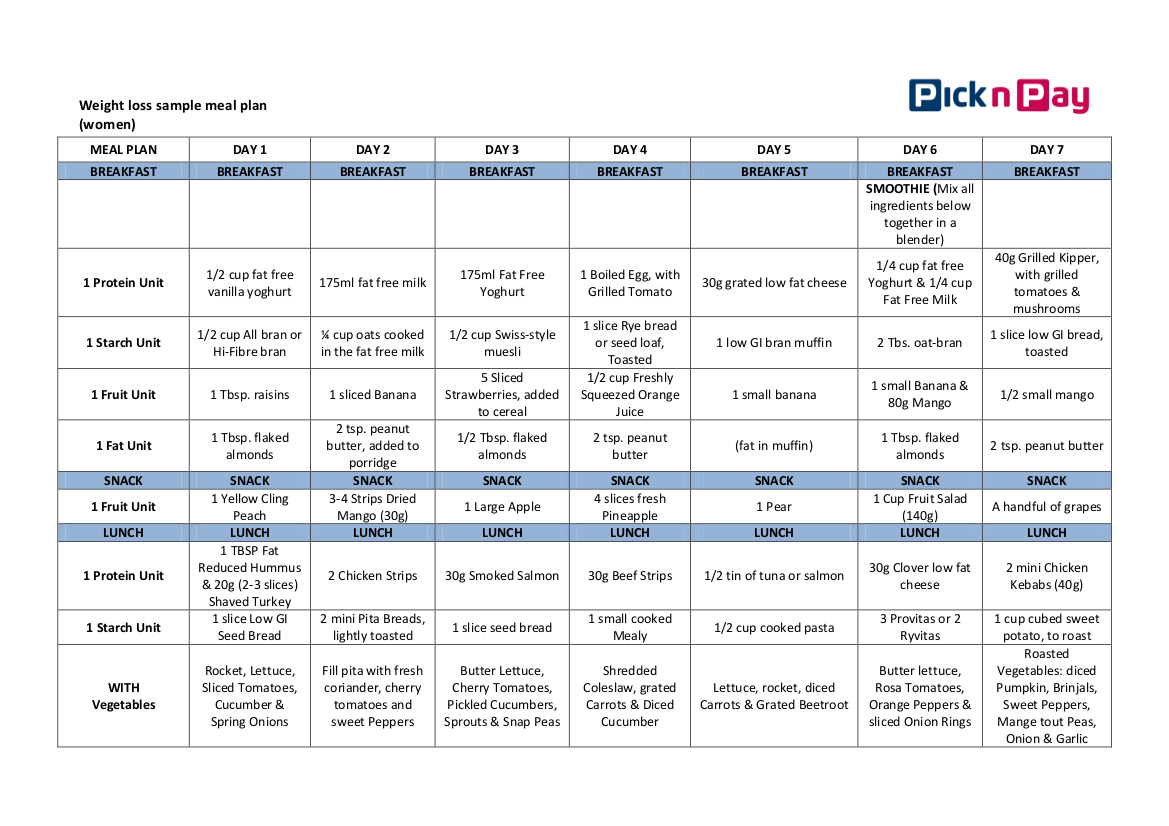 Pick n Pay
Weight loss sample meal plan
(women)
MEAL PLAN DAY 1 DAY 2 DAY 3 DAY 4 DAY 5 DAY 6 DAY 7
BREAKFAST BREAKFAST BREAKFAST BREAKFAST BREAKFAST BREAKFAST BREAKFAST BREAKFAST
SMOOTHIE (Mix all
ingredients below
together in a
blender)
1 Protein Unit
1/2 cup fat free
vanilla yoghurt
175ml fat free milk
175ml Fat Free
Yoghurt
1 Boiled Egg, with
Grilled Tomato
30g grated low fat cheese
1/4 cup fat free
Yoghurt & 1/4 cup
Fat Free Milk
40g Grilled Kipper,
with grilled
tomatoes &
mushrooms
1 Starch Unit
1/2 cup All bran or
Hi-Fibre bran
¼ cup oats cooked
in the fat free milk
1/2 cup Swiss-style
muesli
1 slice Rye bread
or seed loaf,
Toasted
1 low GI bran muffin
2 Tbs. oat-bran
1 slice low GI bread,
toasted
1 Fruit Unit
1 Tbsp. raisins
1 sliced Banana
5 Sliced
Strawberries, added
to cereal
1/2 cup Freshly
Squeezed Orange
Juice
1 small banana
1 small Banana &
80g Mango
1/2 small mango
1 Fat Unit
1 Tbsp. flaked
almonds
2 tsp. peanut
butter, added to
porridge
1/2 Tbsp. flaked
almonds
2 tsp. peanut
butter
(fat in muffin)
1 Tbsp. flaked
almonds
2 tsp. peanut butter
SNACK SNACK SNACK SNACK SNACK SNACK SNACK SNACK
1 Fruit Unit
1 Yellow Cling
Peach
3-4 Strips Dried
Mango (30g)
1 Large Apple
4 slices fresh
Pineapple
1 Pear
1 Cup Fruit Salad
(140g)
A handful of grapes
LUNCH LUNCH LUNCH LUNCH LUNCH LUNCH LUNCH LUNCH
1 Protein Unit
1 TBSP Fat
Reduced Hummus
& 20g (2-3 slices)
Shaved Turkey
2 Chicken Strips
30g Smoked Salmon
30g Beef Strips
1/2 tin of tuna or salmon
30g Clover low fat
cheese
2 mini Chicken
Kebabs (40g)
1 Starch Unit
1 slice Low GI
Seed Bread
2 mini Pita Breads,
lightly toasted
1 slice seed bread
1 small cooked
Mealy
1/2 cup cooked pasta
3 Provitas or 2
Ryvitas
1 cup cubed sweet
potato, to roast
WITH
Vegetables
Rocket, Lettuce,
Sliced Tomatoes,
Cucumber &
Spring Onions
Fill pita with fresh
coriander, cherry
tomatoes and
sweet Peppers
Butter Lettuce,
Cherry Tomatoes,
Pickled Cucumbers,
Sprouts & Snap Peas
Shredded
Coleslaw, grated
Carrots & Diced
Cucumber
Lettuce, rocket, diced
Carrots & Grated Beetroot
Butter lettuce,
Rosa Tomatoes,
Orange Peppers &
sliced Onion Rings
Roasted
Vegetables: diced
Pumpkin, Brinjals,
Sweet Peppers,
Mange tout Peas,
Onion & Garlic